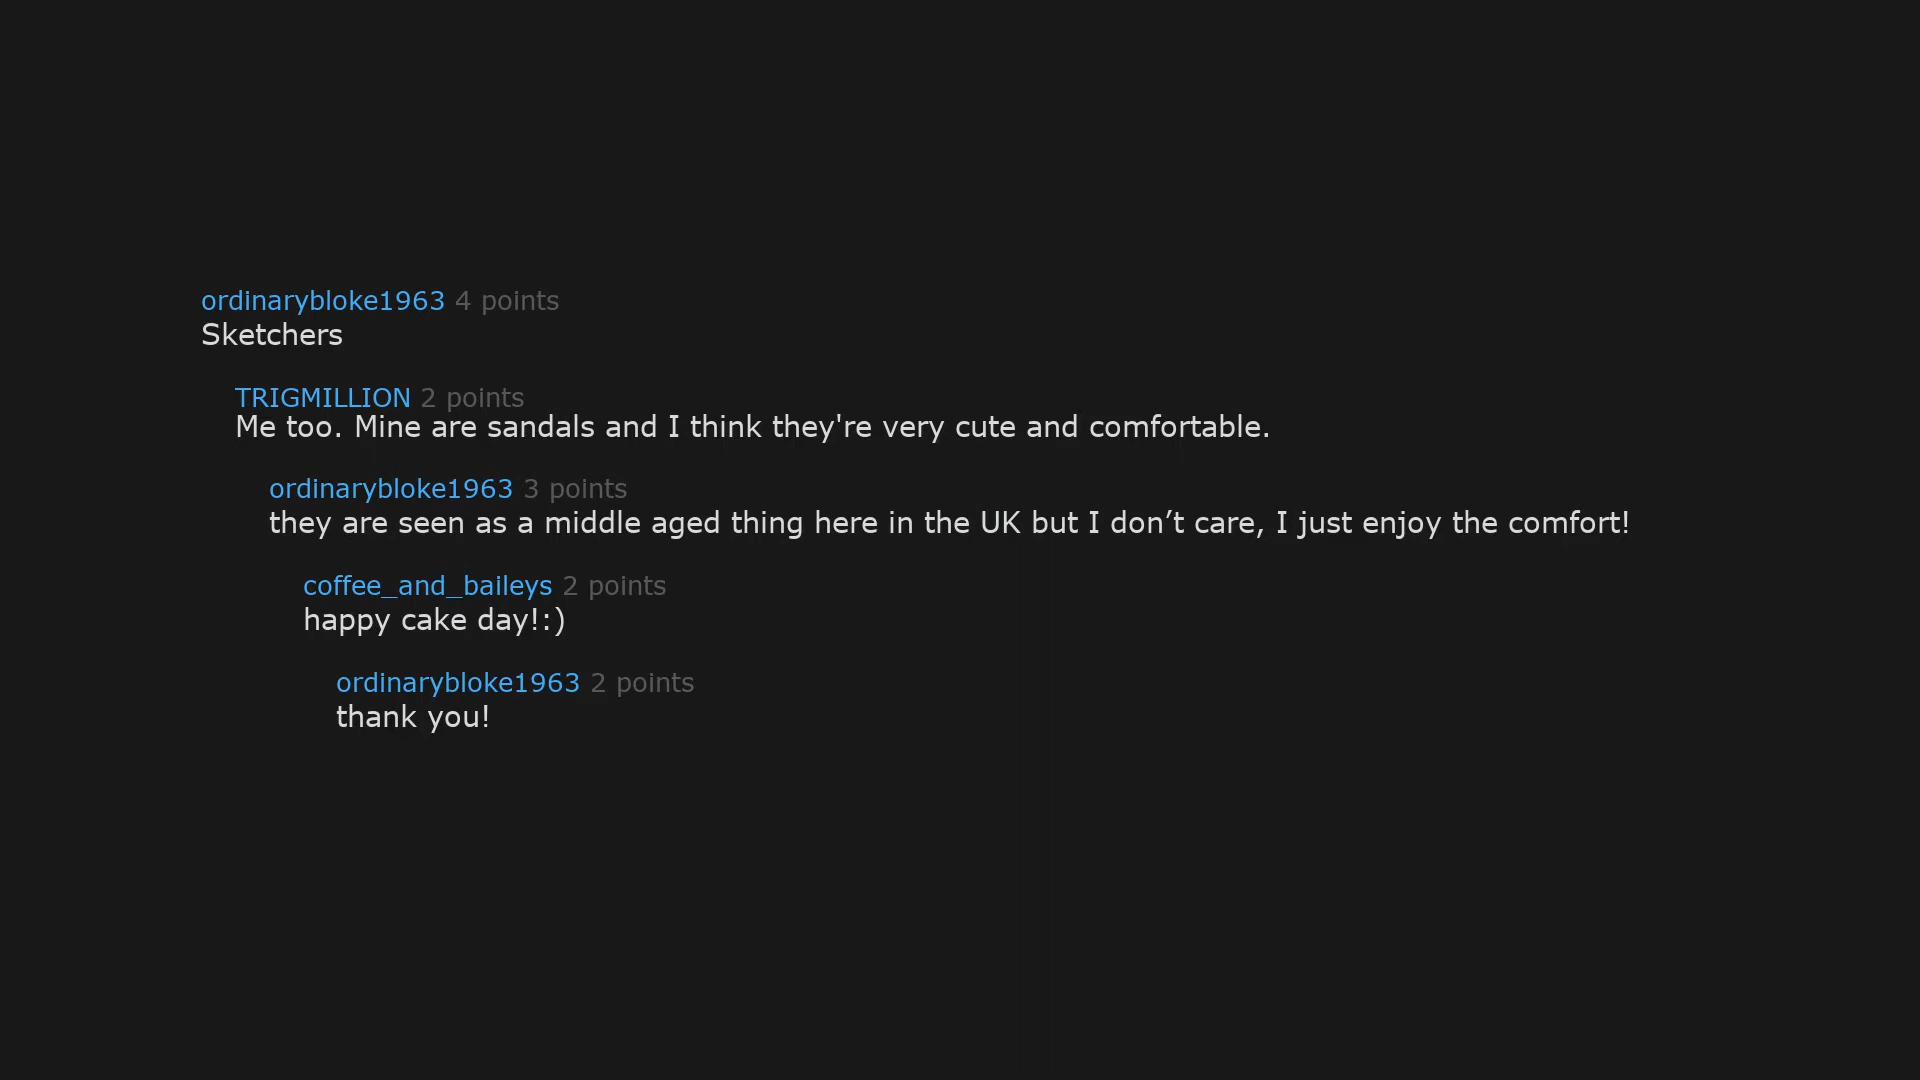 ordinarybloke1963 4 points
Sketchers
TRIGMILLION 2 points
Me too. Mine are sandals and I think they're very cute and comfortable.
ordinarybloke1963 3 points
they are seen as a middle aged thing here in the UK but I don’t care, I just enjoy the comfort!
coffee_and_baileys 2 points
happy cake day!:)
ordinarybloke1963 2 points
thank you!